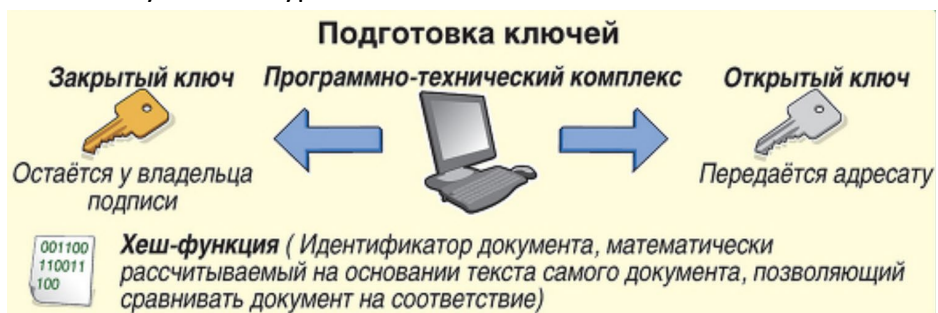 Подготовка ключей
Закрытый ключ
Программно-технический комплекс
Открытый ключ
Остаётся у владельца
подписи
Передаётся адресату
001100
110011
100
Хеш-функция ( Идентификатор документа, математически
рассчитываемый на основании текста самого документа, позволяющий
сравнивать документ на соответствие)